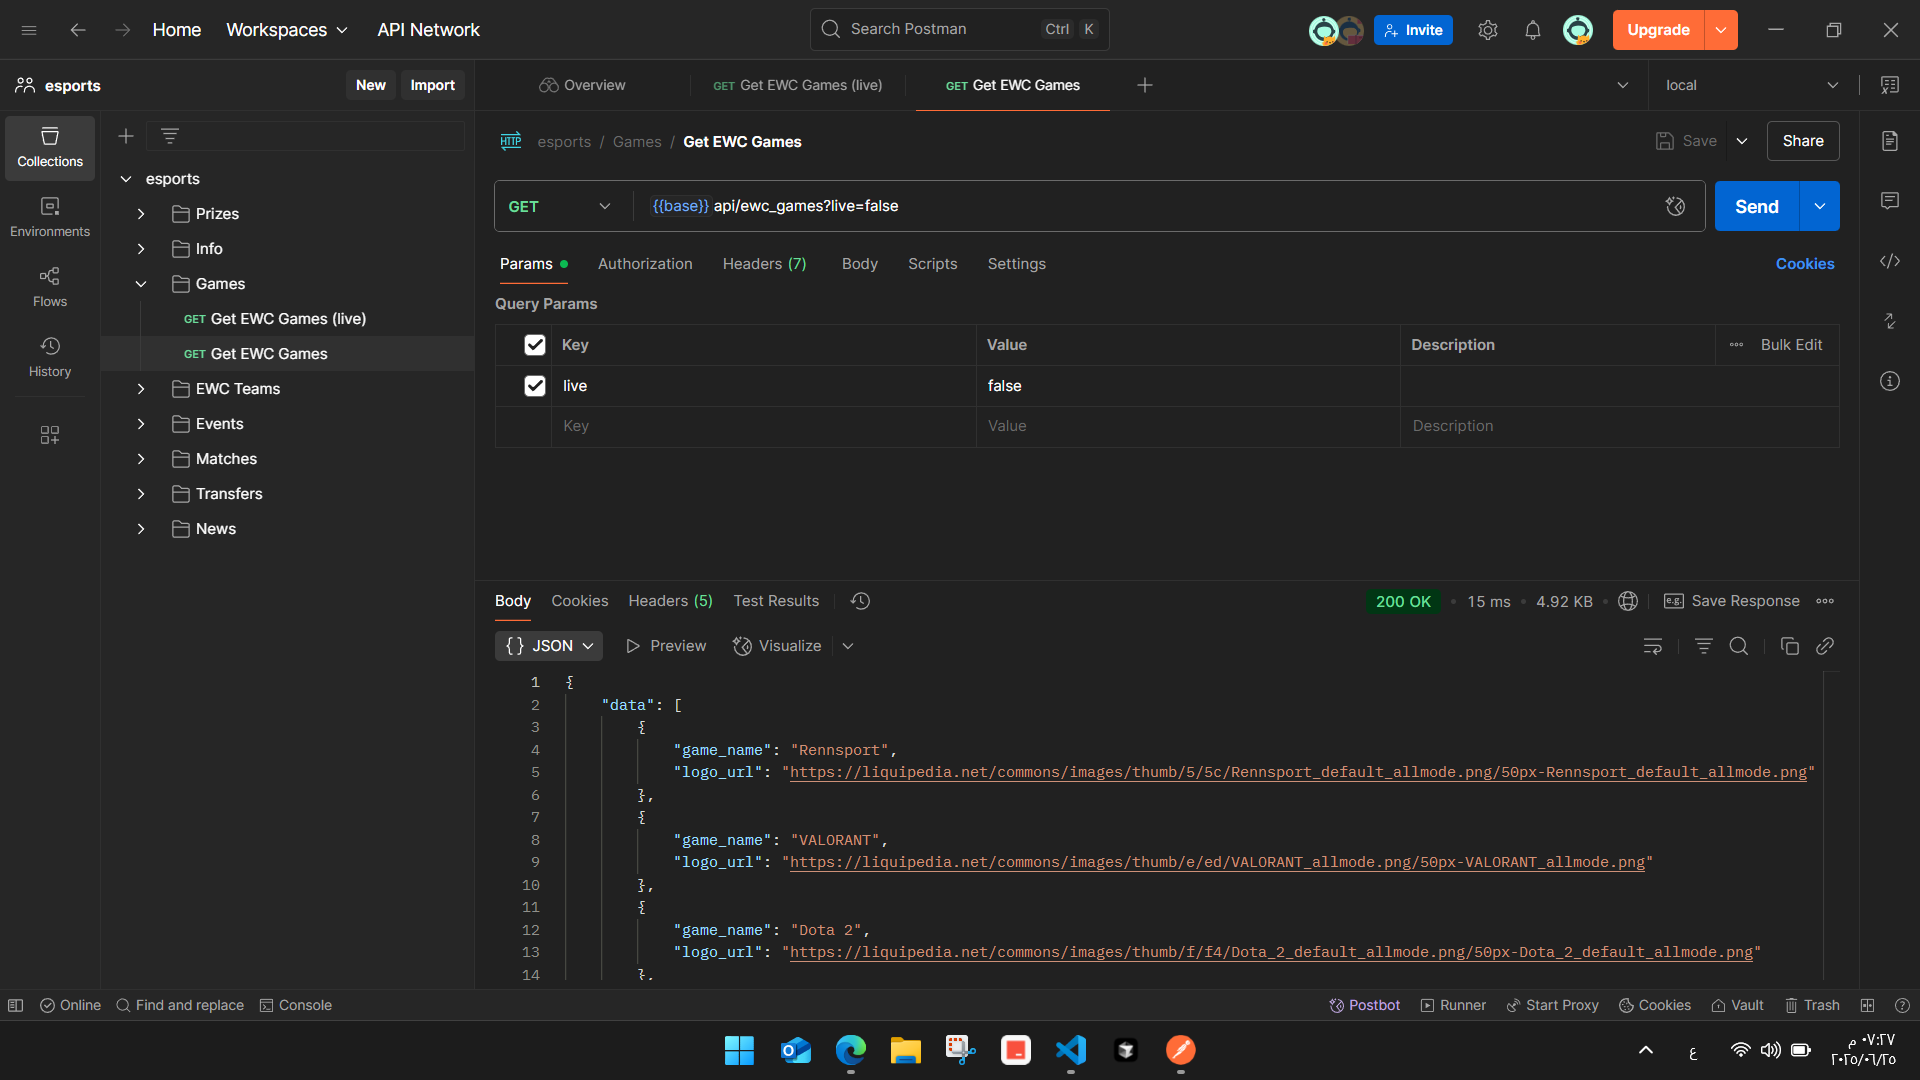 Home Workspaces API Network Search Postman Ctrl K Invite Upgrade
esports New Import Overview GET Get EWC Games (live) GET Get EWC Games local
Collections
Environments
Flows
History
esports
Prizes
Info
Games
GET Get EWC Games (live)
GET Get EWC Games
EWC Teams
Events
Matches
Transfers
News
HTTP esports / Games / Get EWC Games Save Share
GET {{base}} api/ewc_games?live=false Send
Params Authorization Headers (7) Body Scripts Settings Cookies
Query Params
Key Value Description Bulk Edit
live false
Key Value Description
Body Cookies Headers (5) Test Results 200 OK 15 ms 4.92 KB e.g. Save Response
{} JSON Preview Visualize
1 {
2 "data": [
3 {
4 "game_name": "Rennsport",
5 "logo_url": "https://liquipedia.net/commons/images/thumb/5/5c/Rennsport_default_allmode.png/50px-Rennsport_default_allmode.png"
6 },
7 {
8 "game_name": "VALORANT",
9 "logo_url": "https://liquipedia.net/commons/images/thumb/e/ed/VALORANT_allmode.png/50px-VALORANT_allmode.png"
10 },
11 {
12 "game_name": "Dota 2",
13 "logo_url": "https://liquipedia.net/commons/images/thumb/f/f4/Dota_2_default_allmode.png/50px-Dota_2_default_allmode.png"
14 },
Online Find and replace Console Postbot Runner Start Proxy Cookies Vault Trash
ع
٠٧:٢٧ م
٢٠٢٥/٠٦/٢٥